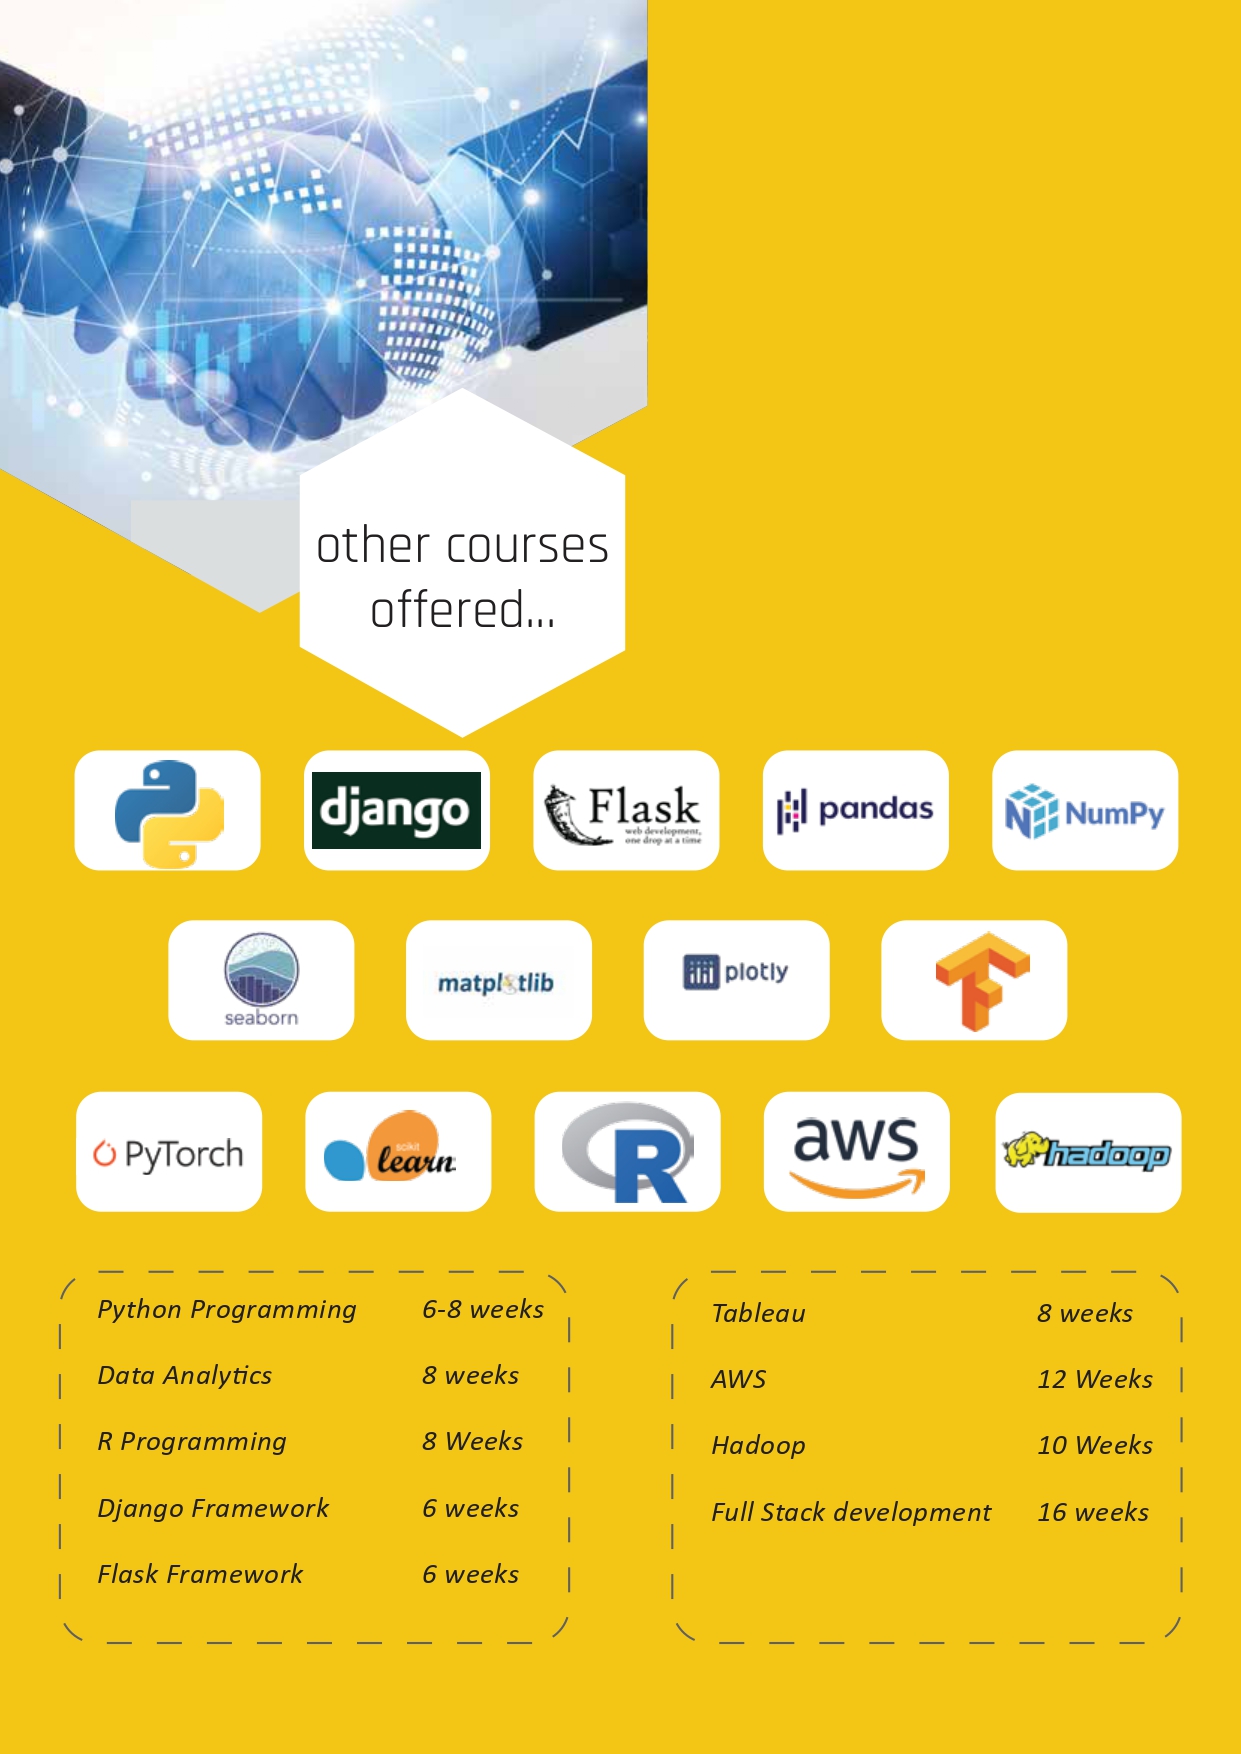 other courses
offered...
django
Flask
web development,
one drop at a time
pandas
NumPy
seaborn
matplotlib
plotly
PyTorch
scikit
learn
R
aws
hadoop
Python Programming 6-8 weeks
Data Analytics 8 weeks
R Programming 8 Weeks
Django Framework 6 weeks
Flask Framework 6 weeks
Tableau 8 weeks
AWS 12 Weeks
Hadoop 10 Weeks
Full Stack development 16 weeks